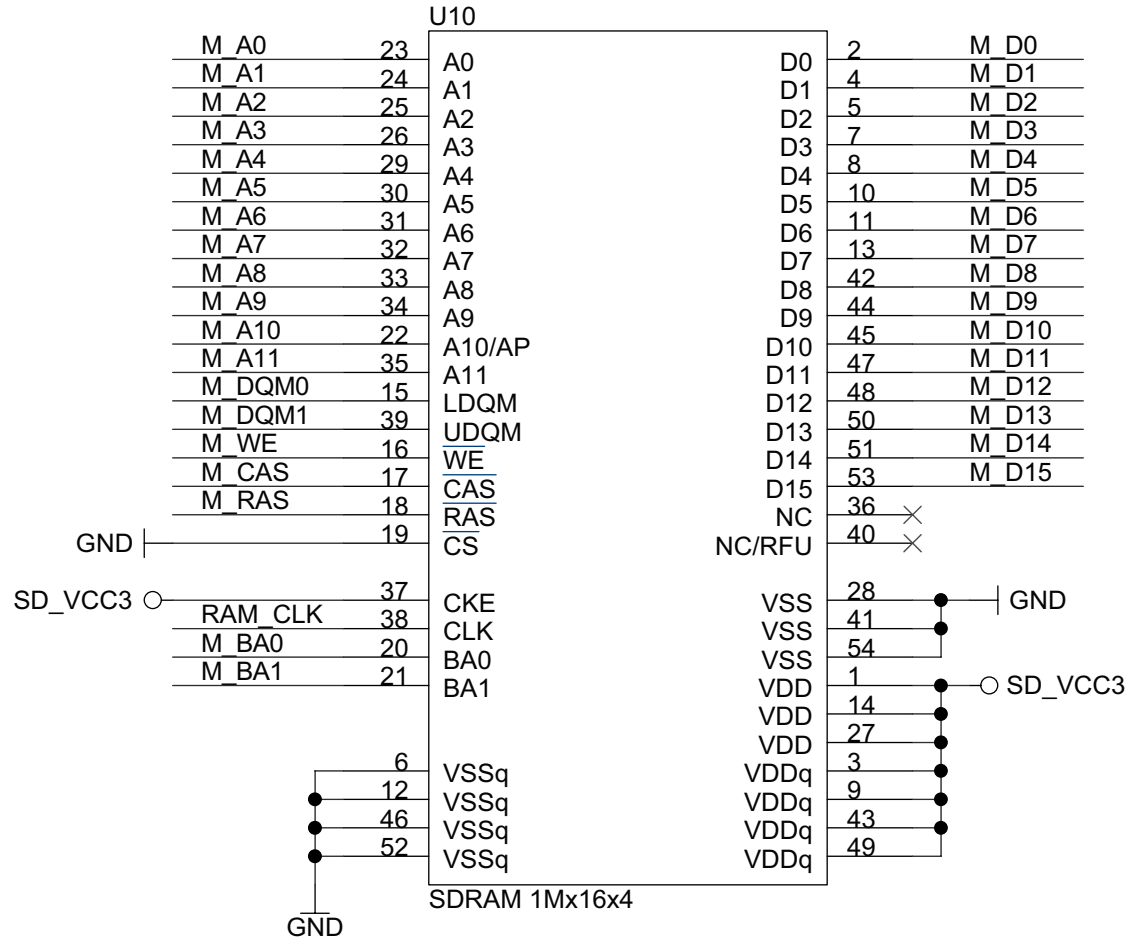 U10
M_A0 23 A0 D0 2 M_D0
M_A1 24 A1 D1 4 M_D1
M_A2 25 A2 D2 5 M_D2
M_A3 26 A3 D3 7 M_D3
M_A4 29 A4 D4 8 M_D4
M_A5 30 A5 D5 10 M_D5
M_A6 31 A6 D6 11 M_D6
M_A7 32 A7 D7 13 M_D7
M_A8 33 A8 D8 42 M_D8
M_A9 34 A9 D9 44 M_D9
M_A10 22 A10/AP D10 45 M_D10
M_A11 35 A11 D11 47 M_D11
M_DQM0 15 LDQM D12 48 M_D12
M_DQM1 39 UDQM D13 50 M_D13
M_WE 16 WE D14 51 M_D14
M_CAS 17 CAS D15 53 M_D15
M_RAS 18 RAS NC 36
GND 19 CS NC/RFU 40
SD_VCC3 37 CKE VSS 28 GND
RAM_CLK 38 CLK VSS 41
M_BA0 20 BA0 VSS 54
M_BA1 21 BA1 VDD 1 SD_VCC3
VDD 14
VDD 27
6 VSSq VDDq 3
12 VSSq VDDq 9
46 VSSq VDDq 43
52 VSSq VDDq 49
SDRAM 1Mx16x4
GND